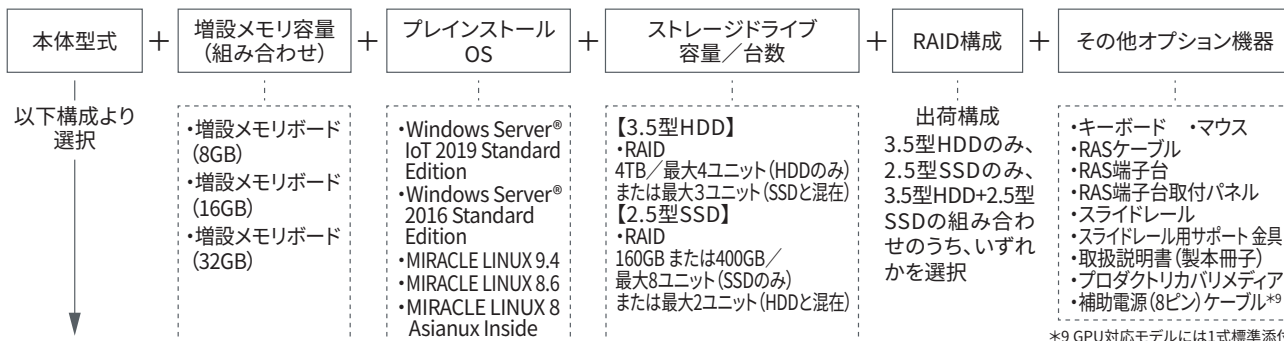 本体型式
+
増設メモリ容量
(組み合わせ)
+
プレインストール
OS
+
ストレージドライブ
容量／台数
+
RAID構成
+
その他オプション機器
以下構成より
選択
・増設メモリボード
(8GB)
・増設メモリボード
(16GB)
・増設メモリボード
(32GB)
・Windows Server®
IoT 2019 Standard
Edition
・Windows Server®
2016 Standard
Edition
・MIRACLE LINUX 9.4
・MIRACLE LINUX 8.6
・MIRACLE LINUX 8
Asianux Inside
【3.5型HDD】
・RAID
4TB／最大4ユニット(HDDのみ)
または最大3ユニット(SSDと混在)
【2.5型SSD】
・RAID
160GB または400GB／
最大8ユニット(SSDのみ)
または最大2ユニット(HDDと混在)
出荷構成
3.5型HDDのみ、
2.5型SSDのみ、
3.5型HDD+2.5型
SSDの組み合わ
せのうち、いずれ
かを選択
・キーボード ・マウス
・RASケーブル
・RAS端子台
・RAS端子台取付パネル
・スライドレール
・スライドレール用サポート金具
・取扱説明書(製本冊子)
・プロダクトリカバリメディア
・補助電源(8ピン)ケーブル*9
*9 GPU対応モデルには1式標準添付